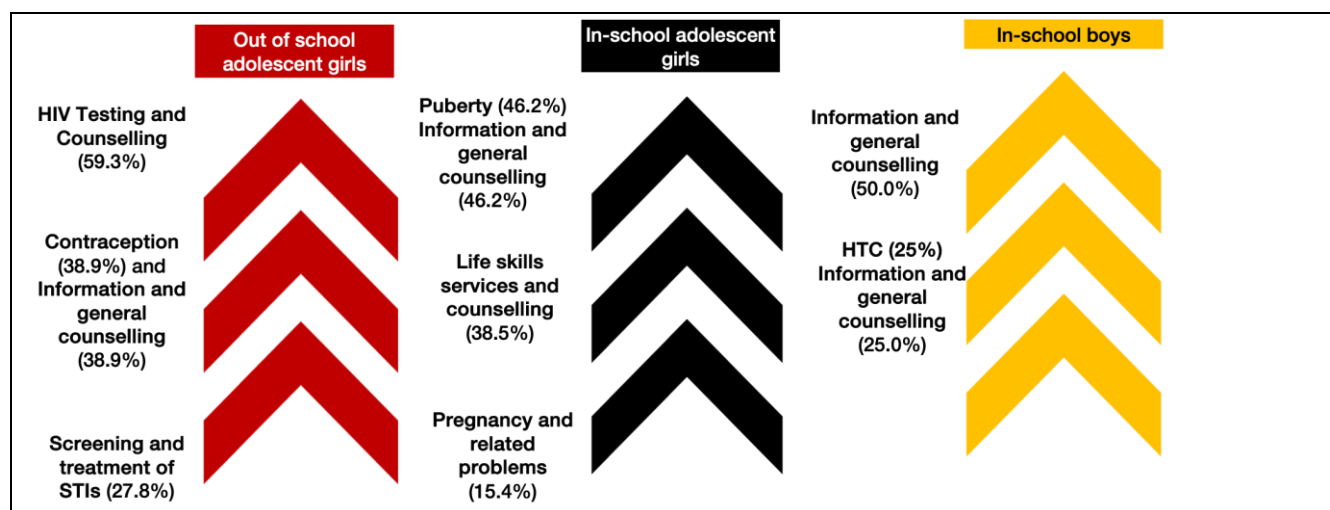 Out of school
adolescent girls
HIV Testing and
Counselling
(59.3%)
Contraception
(38.9%) and
Information and
general
counselling
(38.9%)
Screening and
treatment of
STIs (27.8%)
In-school adolescent
girls
Puberty (46.2%)
Information and
general
counselling
(46.2%)
Life skills
services and
counselling
(38.5%)
Pregnancy and
related
problems
(15.4%)
In-school boys
Information and
general
counselling
(50.0%)
HTC (25%)
Information and
general
counselling
(25.0%)